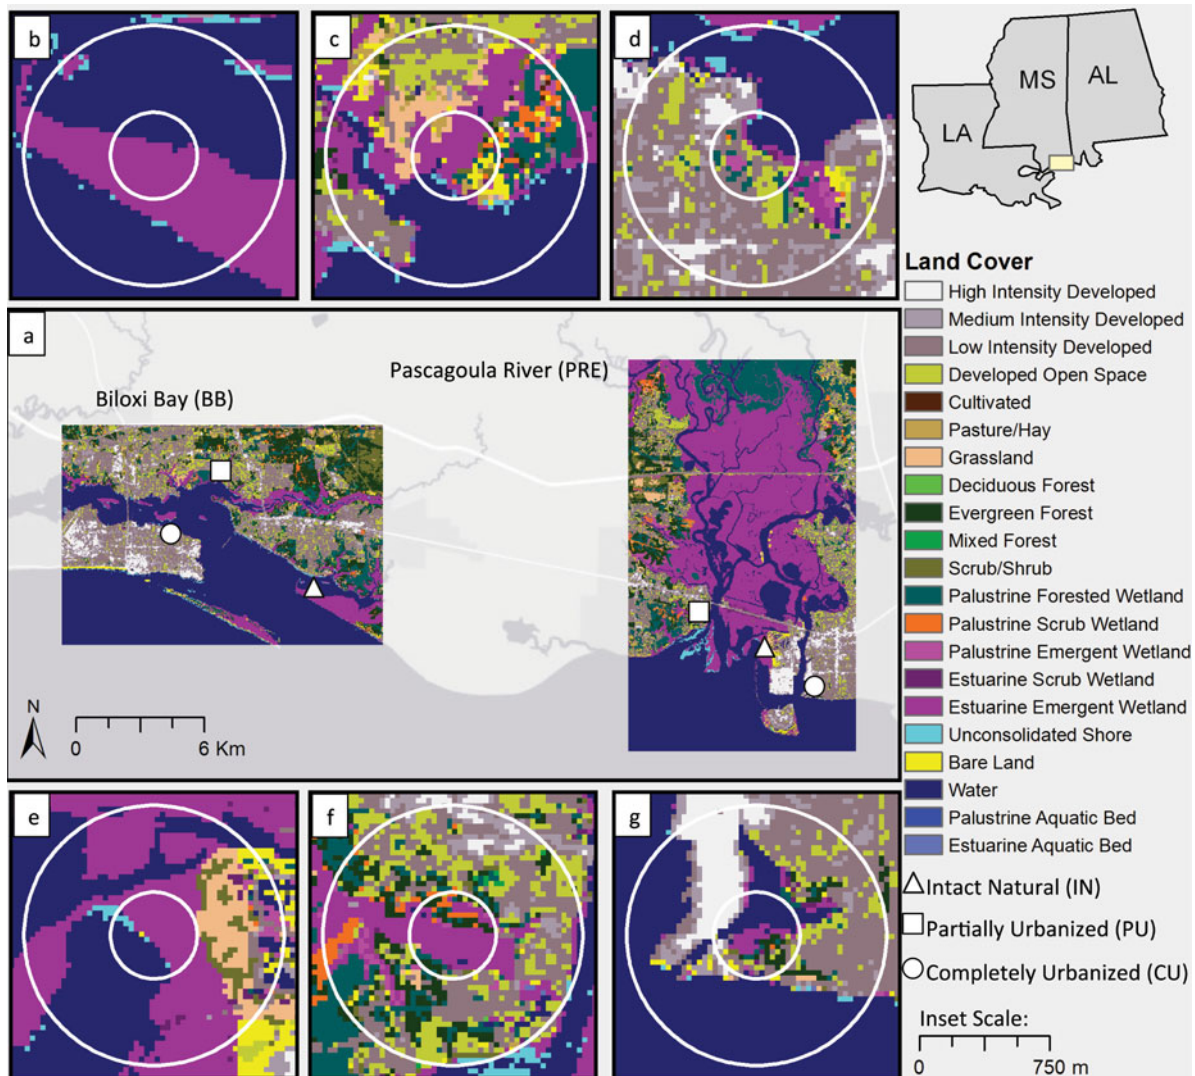 b
c
d
MS
AL
LA
Land Cover
High Intensity Developed
Medium Intensity Developed
Low Intensity Developed
Developed Open Space
Cultivated
Pasture/Hay
Grassland
Deciduous Forest
Evergreen Forest
Mixed Forest
Scrub/Shrub
Palustrine Forested Wetland
Palustrine Scrub Wetland
Palustrine Emergent Wetland
Estuarine Scrub Wetland
Estuarine Emergent Wetland
Unconsolidated Shore
Bare Land
Water
Palustrine Aquatic Bed
Estuarine Aquatic Bed
Intact Natural (IN)
Partially Urbanized (PU)
Completely Urbanized (CU)
Inset Scale:
0 750 m
a
Biloxi Bay (BB)
Pascagoula River (PRE)
N
0 6 Km
e
f
g